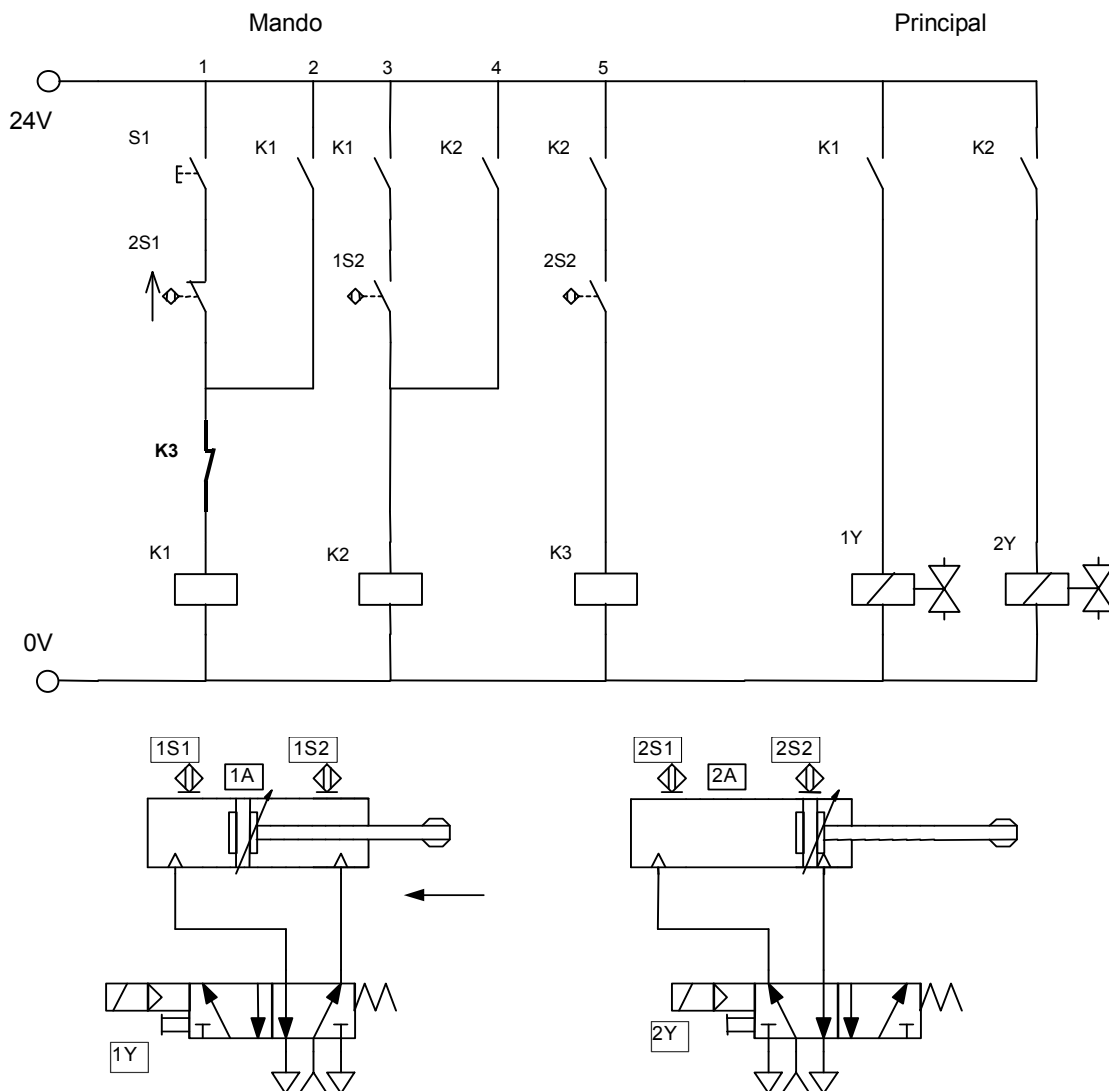 Mando Principal
1 2 3 4 5
24V
S1 K1 K1 K2 K2 K1 K2
2S1 1S2 2S2
K3
K1 K2 K3 1Y 2Y
0V
1S1 1S2 2S1 2S2
1A 2A
1Y 2Y